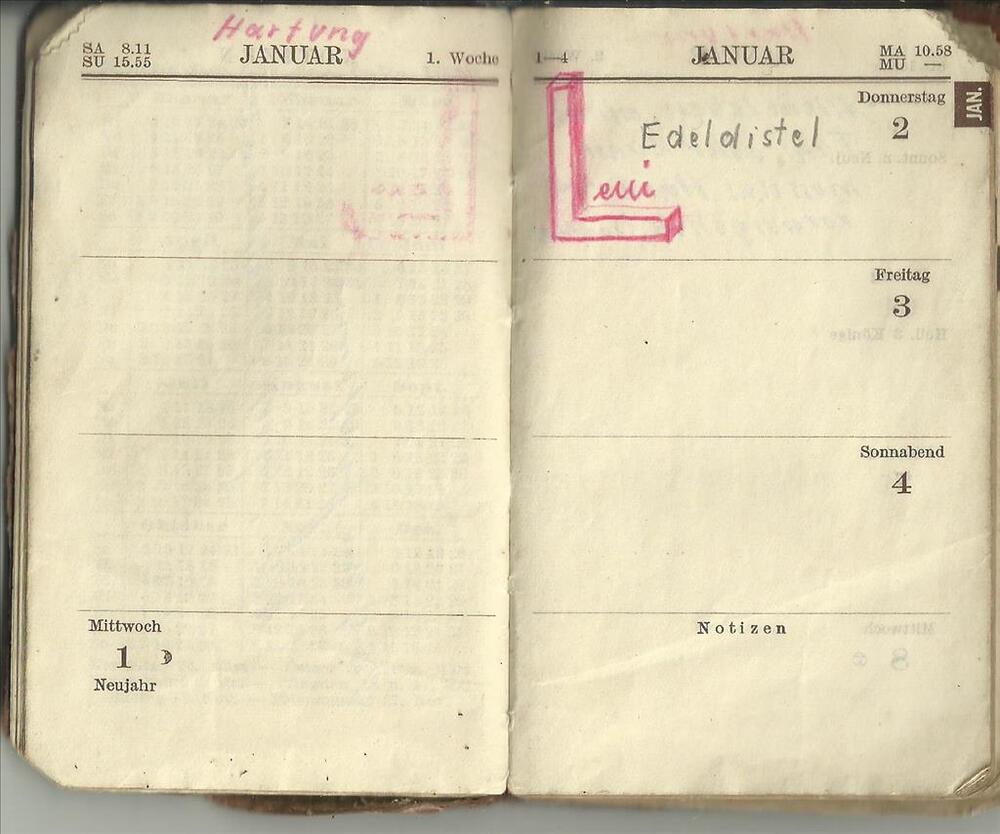 Hartung
SA 8.11
SU 15.55
JANUAR
1. Woche
Mittwoch
1
Neujahr
1—4
JANUAR
MA 10.58
MU —
JAN.
Donnerstag
2
Edeldistel
Leni
Freitag
3
Sonnabend
4
Notizen